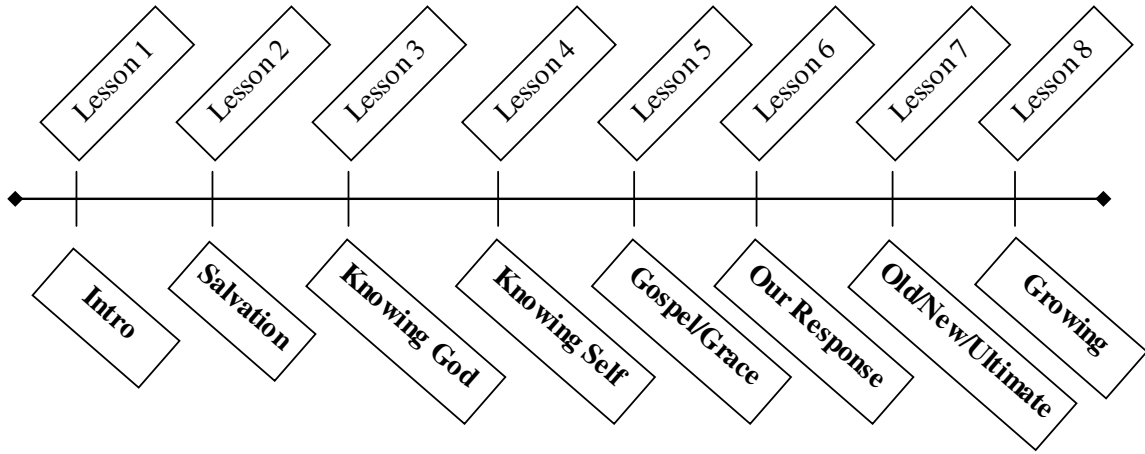 Lesson 1
Lesson 2
Lesson 3
Lesson 4
Lesson 5
Lesson 6
Lesson 7
Lesson 8
Intro
Salvation
Knowing God
Knowing Self
Gospel/Grace
Our Response
Old/New/Ultimate
Growing